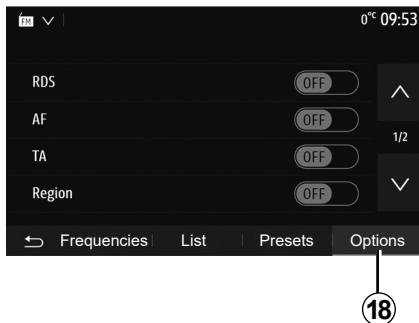 FM 0°C 09:53
RDS OFF
AF OFF
1/2
TA OFF
Region OFF
Frequencies List Presets Options
18